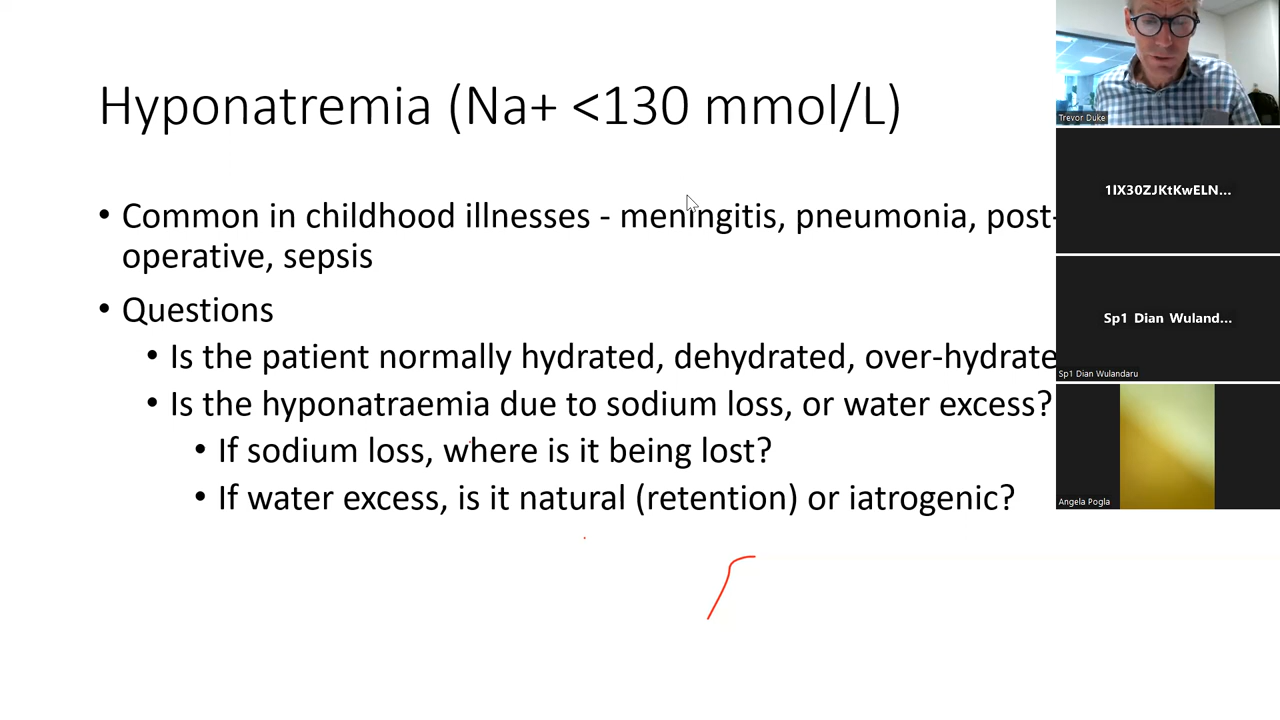 Hyponatremia (Na+ <130 mmol/L)
• Common in childhood illnesses - meningitis, pneumonia, post-
operative, sepsis
• Questions
• Is the patient normally hydrated, dehydrated, over-hydrate
• Is the hyponatraemia due to sodium loss, or water excess?
• If sodium loss, where is it being lost?
• If water excess, is it natural (retention) or iatrogenic?
Trevor Duke
1IX30ZJKtKwELN...
Sp1 Dian Wuland...
Sp1 Dian Wulandaru
Angela Pogla